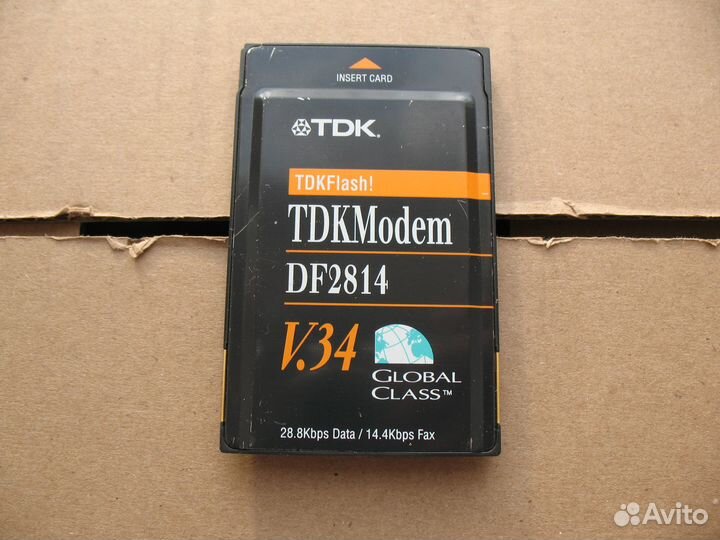 INSERT CARD
TDK.
TDKFlash!
TDKModem
DF2814
V.34
GLOBAL
CLASS™
28.8Kbps Data / 14.4Kbps Fax
Avito